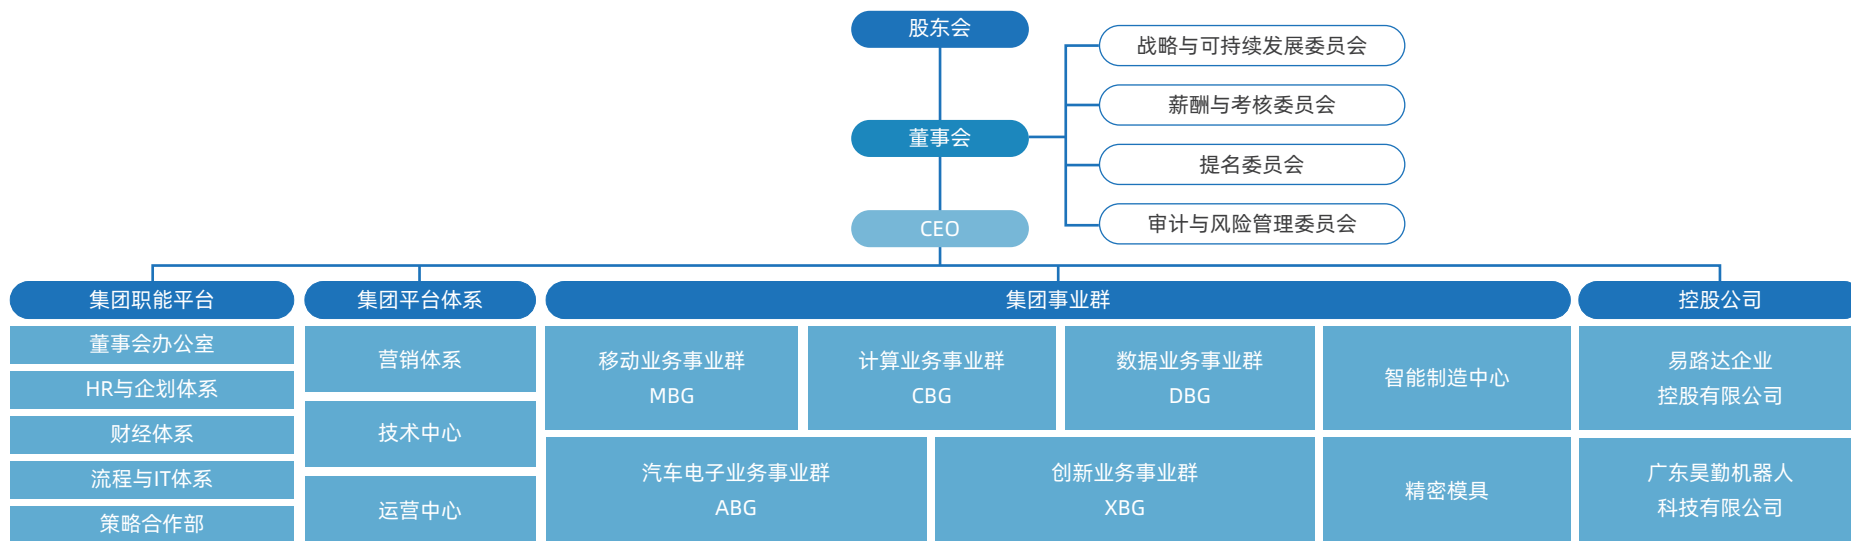 股东会
董事会
CEO
战略与可持续发展委员会
薪酬与考核委员会
提名委员会
审计与风险管理委员会
集团职能平台
董事会办公室
HR与企划体系
财经体系
流程与IT体系
策略合作部
集团平台体系
营销体系
技术中心
运营中心
集团事业群
移动业务事业群
MBG
计算业务事业群
CBG
数据业务事业群
DBG
智能制造中心
汽车电子业务事业群
ABG
创新业务事业群
XBG
精密模具
控股公司
易路达企业
控股有限公司
广东昊勤机器人
科技有限公司